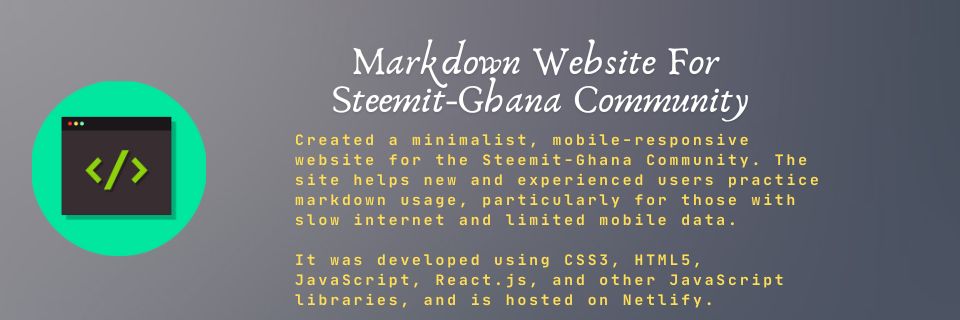 Markdown Website For
Steemit-Ghana Community
Created a minimalist, mobile-responsive
website for the Steemit-Ghana Community. The
site helps new and experienced users practice
markdown usage, particularly for those with
slow internet and limited mobile data.
It was developed using CSS3, HTML5,
JavaScript, React.js, and other JavaScript
libraries, and is hosted on Netlify.